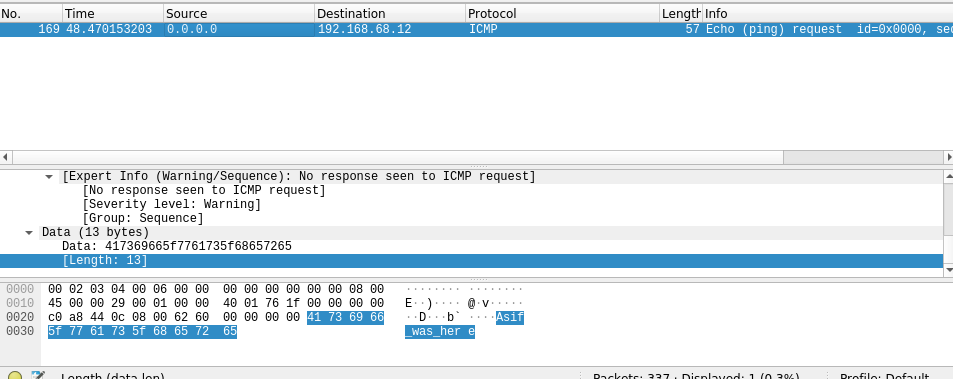 No. Time Source Destination Protocol Length Info
169 48.470153203 0.0.0.0 192.168.68.12 ICMP 57 Echo (ping) request id=0x0000, seq
[Expert Info (Warning/Sequence): No response seen to ICMP request]
[No response seen to ICMP request]
[Severity level: Warning]
[Group: Sequence]
Data (13 bytes)
Data: 417369665f7761735f68657265
[Length: 13]
0000 00 02 03 04 00 06 00 00 00 00 00 00 00 00 08 00 ········ ········
0010 45 00 00 29 00 01 00 00 40 01 76 1f 00 00 00 00 E··)···· @·v·····
0020 c0 a8 44 0c 08 00 62 60 00 00 00 00 41 73 69 66 ··D···b` ····Asif
0030 5f 77 61 73 5f 68 65 72 65 _was_her e
Length (data.len) Packets: 337 · Displayed: 1 (0.3%) Profile: Default